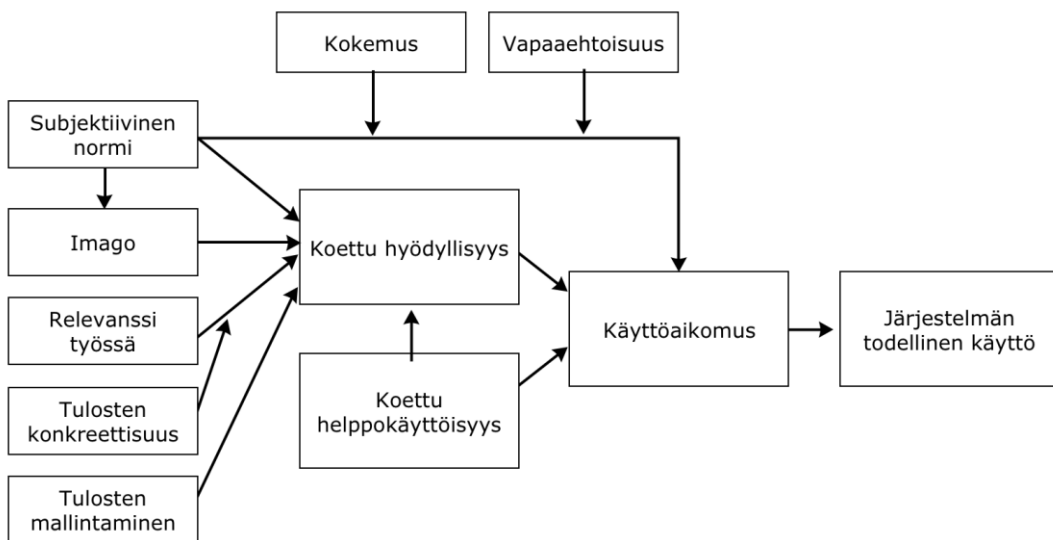 Kokemus
Vapaaehtoisuus
Subjektiivinen
normi
Imago
Koettu hyödyllisyys
Relevanssi
työssä
Käyttöaikomus
Järjestelmän
todellinen käyttö
Tulosten
konkreettisuus
Koettu
helppokäyttöisyys
Tulosten
mallintaminen